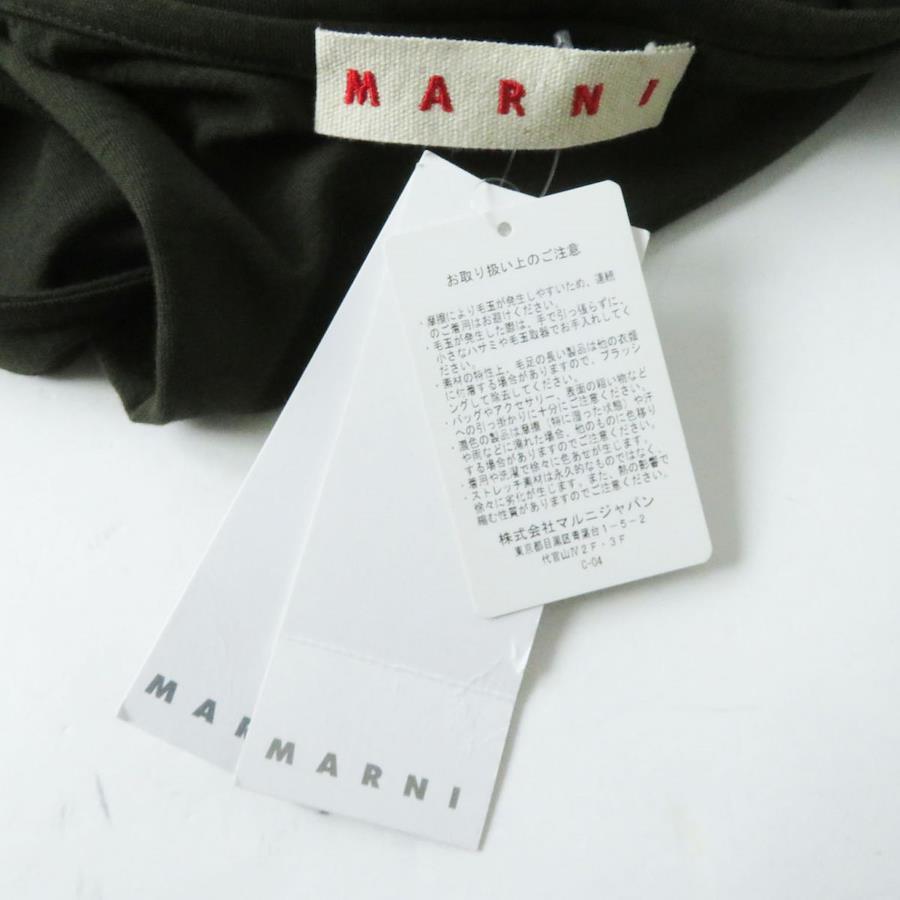 MARNI
お取り扱い上のご注意
・摩擦により毛玉が発生しやすいため、連続
のご着用はお避けください。
・毛玉が発生した際は、手で引っ張らずに、
小さなハサミや毛玉取器でお手入れしてく
ださい。
・素材の特性上、毛足の長い製品は他の衣類
に付着する場合がありますので、ブラッシ
ングして除去してください。
・バッグやアクセサリー、表面の粗い物など
への引っ掛かりに十分にご注意ください。
・濃色の製品は摩擦（特に湿った状態）や汗
や雨などに濡れた場合、他のものに色移り
する場合がありますのでご注意ください。
・着用や洗濯で徐々に色あせが生じます。
・ストレッチ素材は永久的なものではなく、
徐々に劣化が生じます。また、熱の影響で
縮む性質がありますのでご注意ください。
株式会社マルニジャパン
東京都目黒区青葉台1-5-2
代官山Ⅳ2F・3F
C-04
MAR
MARNI